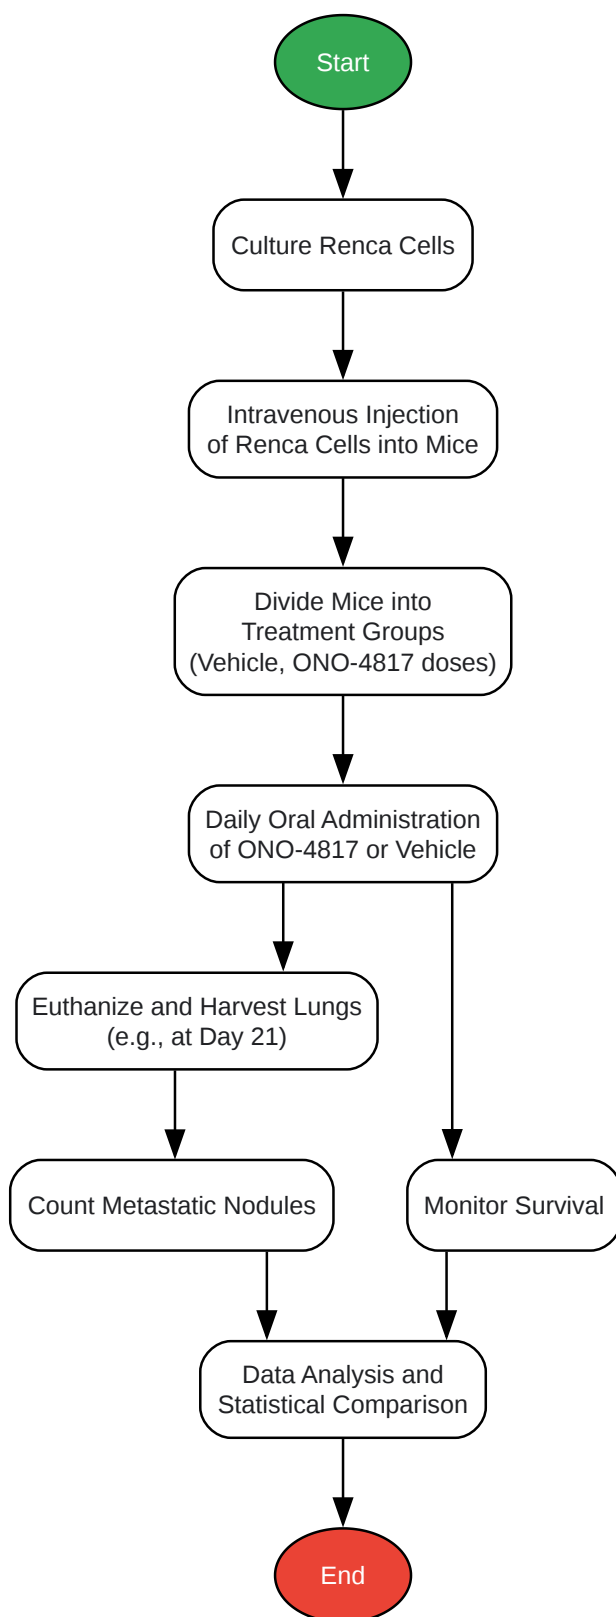 Start
Culture Renca Cells
Intravenous Injection
of Renca Cells into Mice
Divide Mice into
Treatment Groups
(Vehicle, ONO-4817 doses)
Daily Oral Administration
of ONO-4817 or Vehicle
Euthanize and Harvest Lungs
(e.g., at Day 21)
Count Metastatic Nodules
Monitor Survival
Data Analysis and
Statistical Comparison
End